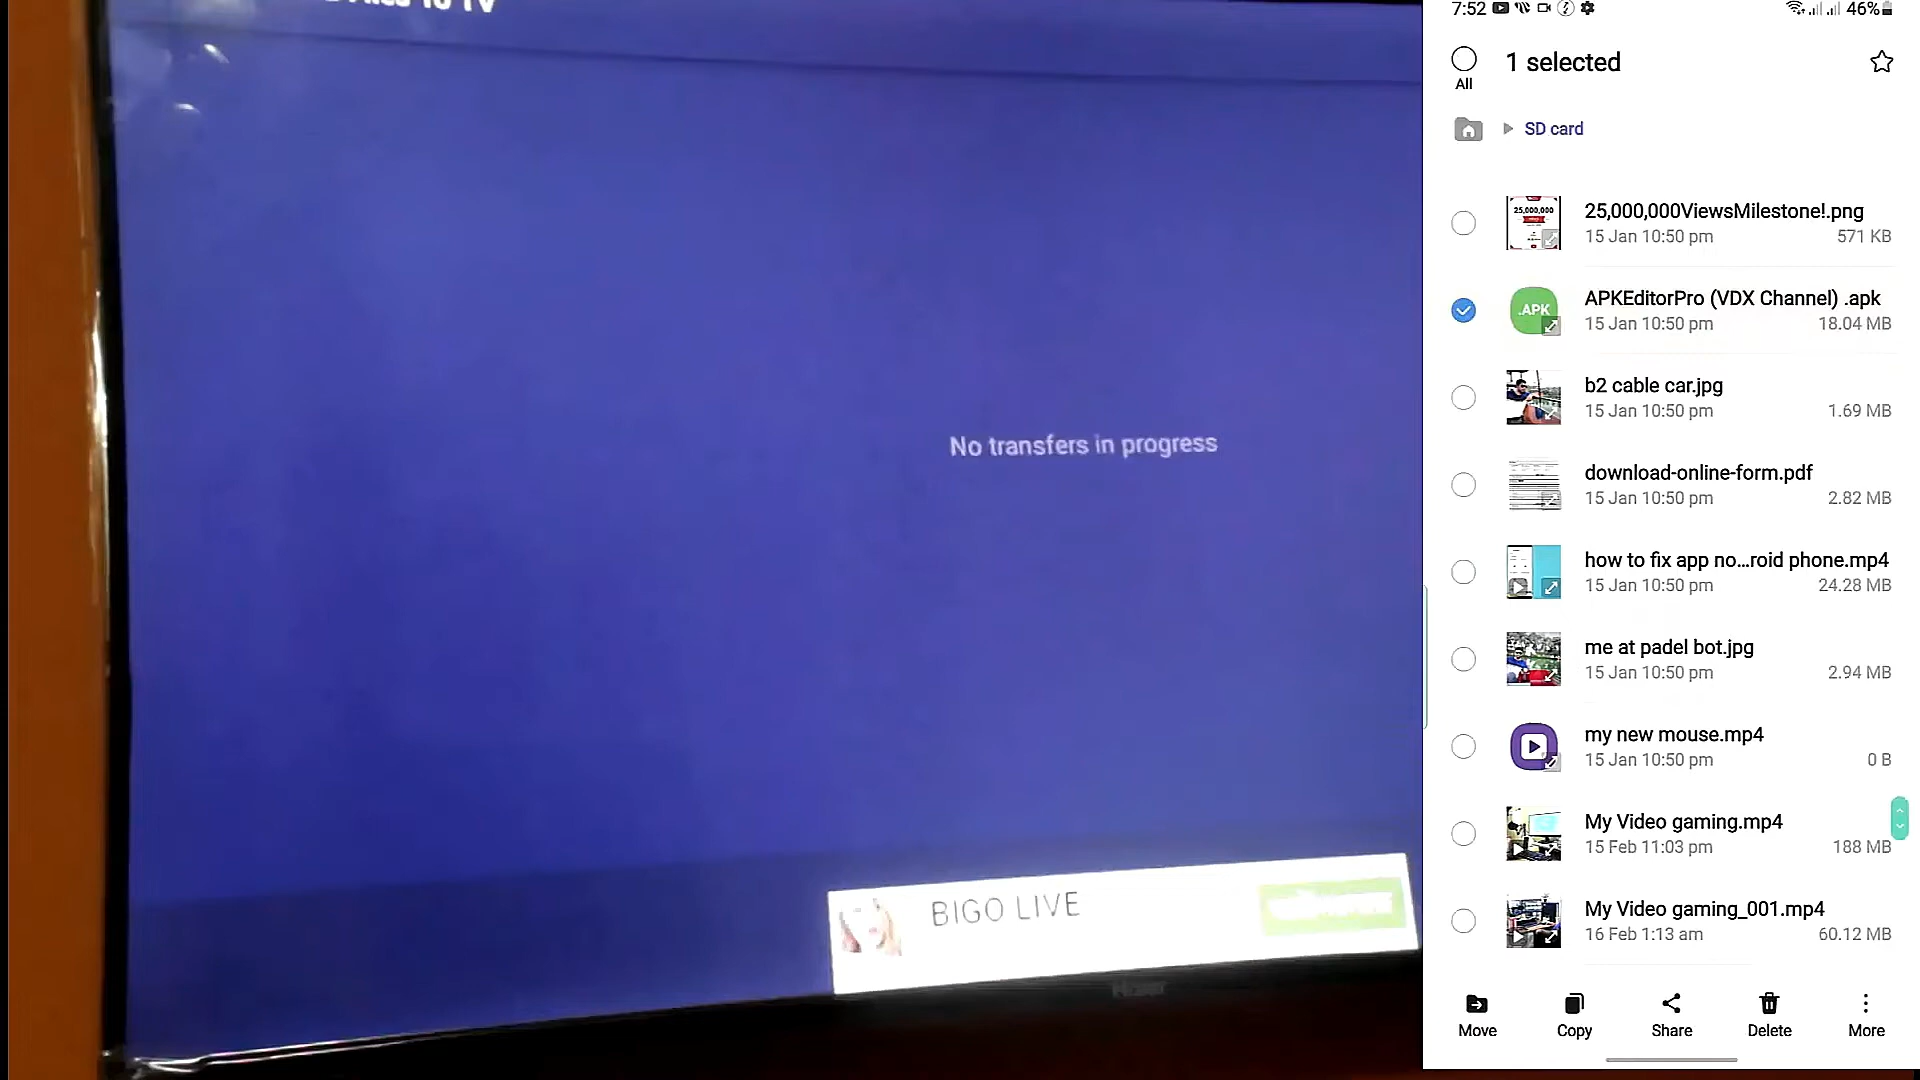 No transfers in progress
BIGO LIVE
7:52
46%
All
1 selected
SD card
25,000,000
25,000,000ViewsMilestone!.png
15 Jan 10:50 pm
571 KB
.APK
APKEditorPro (VDX Channel) .apk
15 Jan 10:50 pm
18.04 MB
b2 cable car.jpg
15 Jan 10:50 pm
1.69 MB
download-online-form.pdf
15 Jan 10:50 pm
2.82 MB
how to fix app no...roid phone.mp4
15 Jan 10:50 pm
24.28 MB
me at padel bot.jpg
15 Jan 10:50 pm
2.94 MB
my new mouse.mp4
15 Jan 10:50 pm
0 B
My Video gaming.mp4
15 Feb 11:03 pm
188 MB
My Video gaming_001.mp4
16 Feb 1:13 am
60.12 MB
Move
Copy
Share
Delete
More